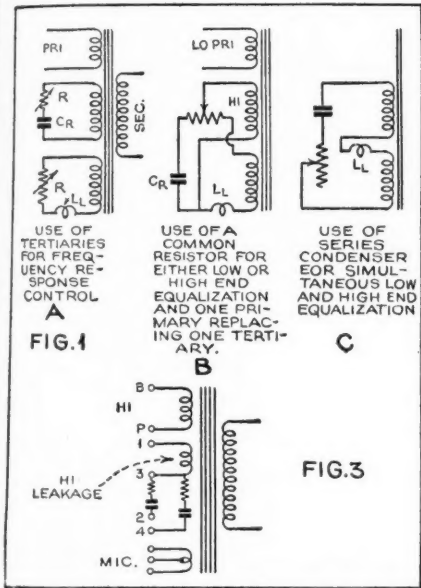 PRI
R
CR
SEC.
R
LL
USE OF
TERTIARIES
FOR FREQ-
UENCY RE-
SPONSE
CONTROL
A
FIG.1
LO PRI
HI
CR
LL
USE OF A
COMMON
RESISTOR FOR
EITHER LOW OR
HIGH END
EQUALIZATION
AND ONE PRI-
MARY REPLAC-
ING ONE TERTI-
ARY.
B
LL
USE OF
SERIES
CONDENSER
EOR SIMUL-
TANEOUS LOW
AND HIGH END
EQUALIZATION
C
B
HI
P
1
HI
LEAKAGE
3
2
4
MIC.
FIG.3